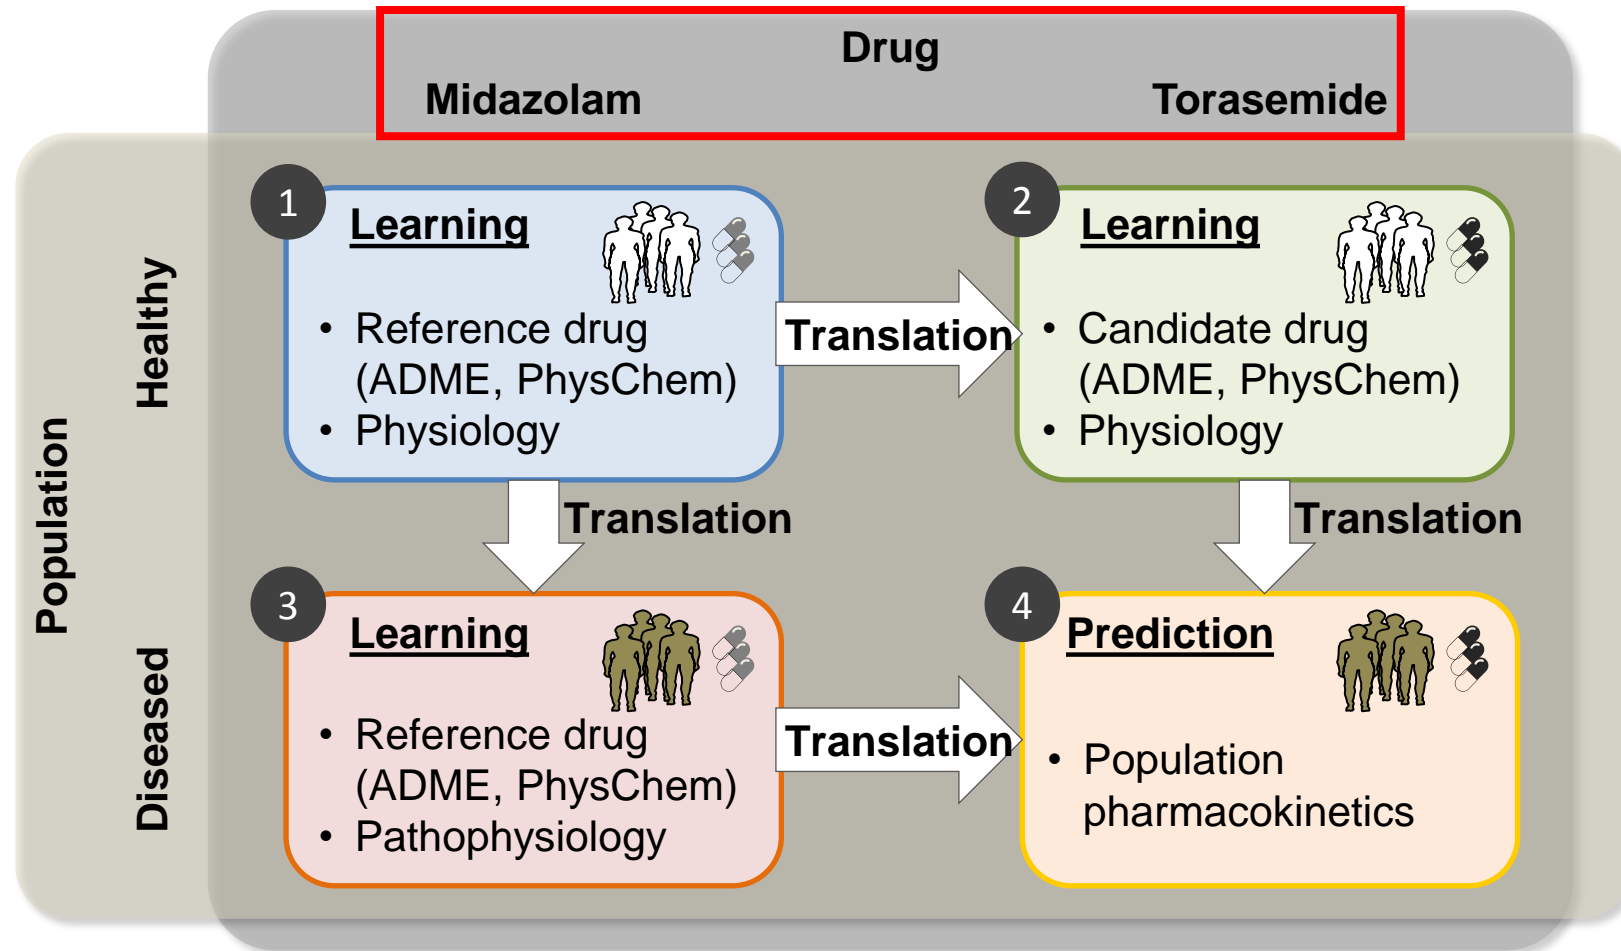 Drug
Midazolam Torasemide
Population
Healthy
Diseased
1
Learning
• Reference drug
(ADME, PhysChem)
• Physiology
Translation
2
Learning
• Candidate drug
(ADME, PhysChem)
• Physiology
Translation
Translation
3
Learning
• Reference drug
(ADME, PhysChem)
• Pathophysiology
Translation
4
Prediction
• Population
pharmacokinetics